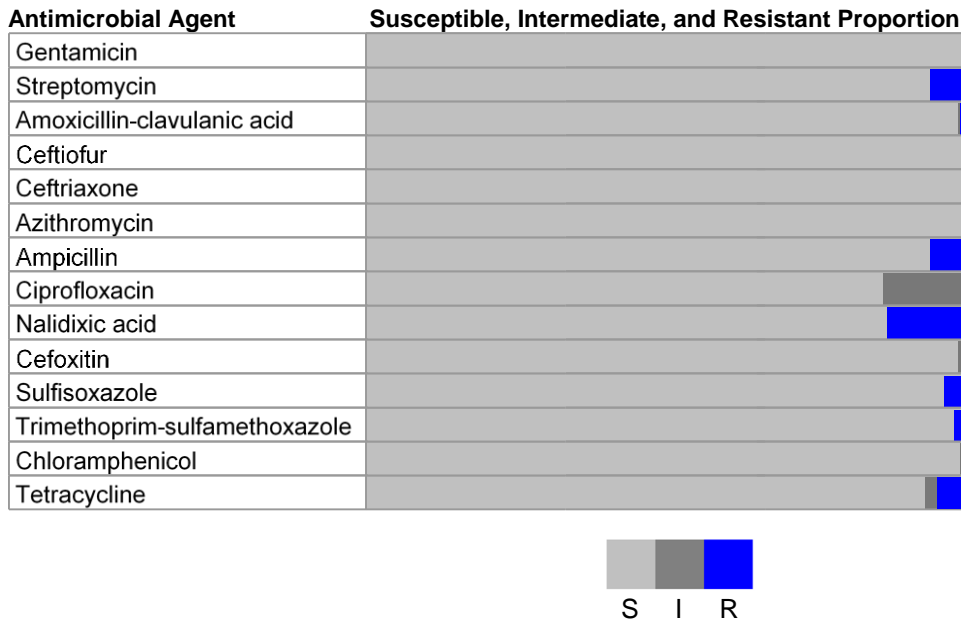 Antimicrobial Agent Susceptible, Intermediate, and Resistant Proportion
Gentamicin
Streptomycin
Amoxicillin-clavulanic acid
Ceftiofur
Ceftriaxone
Azithromycin
Ampicillin
Ciprofloxacin
Nalidixic acid
Cefoxitin
Sulfisoxazole
Trimethoprim-sulfamethoxazole
Chloramphenicol
Tetracycline
S I R